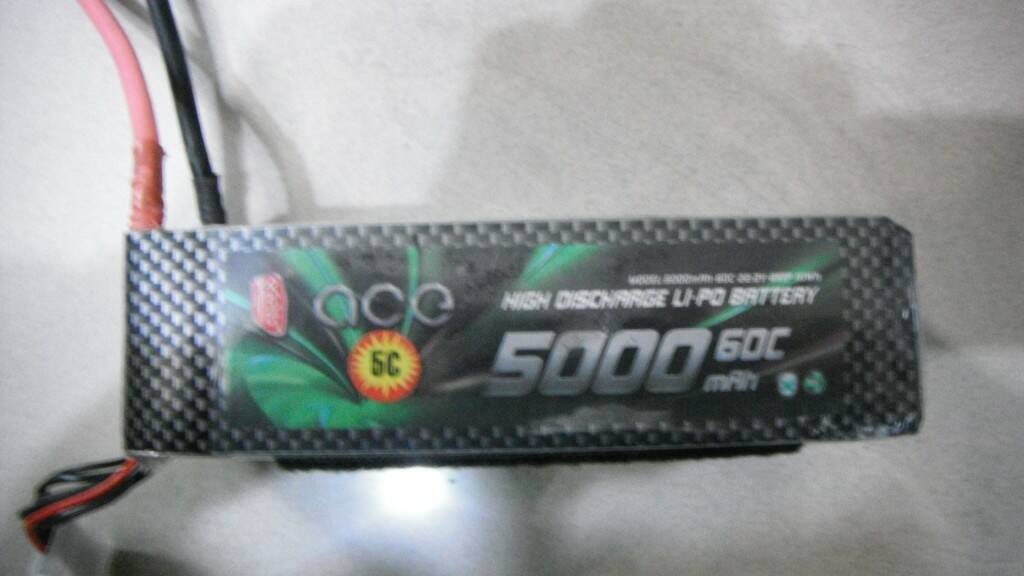 ace
HIGH DISCHARGE LI-PO BATTERY
5C
5000 60C
mAh